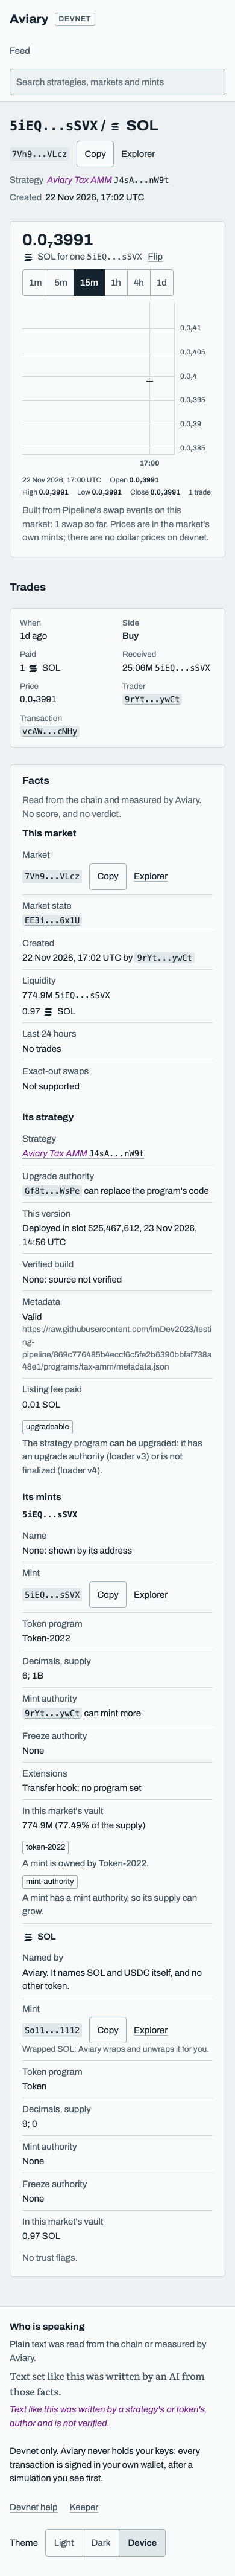 Aviary DEVNET
Feed
Search strategies, markets and mints
5iEQ...sSVX / SOL
7Vh9...VLcz Copy Explorer
Strategy Aviary Tax AMM J4sA...nW9t
Created 22 Nov 2026, 17:02 UTC
0.0₇3991
SOL for one 5iEQ...sSVX Flip
1m 5m 15m 1h 4h 1d
0.0₇41
0.0₇405
0.0₇4
0.0₇395
0.0₇39
0.0₇385
17:00
22 Nov 2026, 17:00 UTC Open 0.0₇3991
High 0.0₇3991 Low 0.0₇3991 Close 0.0₇3991 1 trade
Built from Pipeline's swap events on this
market: 1 swap so far. Prices are in the market's
own mints; there are no dollar prices on devnet.
Trades
When Side
1d ago Buy
Paid Received
1 SOL 25.06M 5iEQ...sSVX
Price Trader
0.0₇3991 9rYt...ywCt
Transaction
vcAW...cNHy
Facts
Read from the chain and measured by Aviary.
No score, and no verdict.
This market
Market
7Vh9...VLcz Copy Explorer
Market state
EE3i...6x1U
Created
22 Nov 2026, 17:02 UTC by 9rYt...ywCt
Liquidity
774.9M 5iEQ...sSVX
0.97 SOL
Last 24 hours
No trades
Exact-out swaps
Not supported
Its strategy
Strategy
Aviary Tax AMM J4sA...nW9t
Upgrade authority
Gf8t...WsPe can replace the program's code
This version
Deployed in slot 525,467,612, 23 Nov 2026,
14:56 UTC
Verified build
None: source not verified
Metadata
Valid
https://raw.githubusercontent.com/imDev2023/testi
ng-
pipeline/869c776485b4eccf6c5fe2b6390bbfaf738a
48e1/programs/tax-amm/metadata.json
Listing fee paid
0.01 SOL
upgradeable
The strategy program can be upgraded: it has
an upgrade authority (loader v3) or is not
finalized (loader v4).
Its mints
5iEQ...sSVX
Name
None: shown by its address
Mint
5iEQ...sSVX Copy Explorer
Token program
Token-2022
Decimals, supply
6; 1B
Mint authority
9rYt...ywCt can mint more
Freeze authority
None
Extensions
Transfer hook: no program set
In this market's vault
774.9M (77.49% of the supply)
token-2022
A mint is owned by Token-2022.
mint-authority
A mint has a mint authority, so its supply can
grow.
SOL
Named by
Aviary. It names SOL and USDC itself, and no
other token.
Mint
So11...1112 Copy Explorer
Wrapped SOL: Aviary wraps and unwraps it for you.
Token program
Token
Decimals, supply
9; 0
Mint authority
None
Freeze authority
None
In this market's vault
0.97 SOL
No trust flags.
Who is speaking
Plain text was read from the chain or measured by
Aviary.
Text set like this was written by an AI from
those facts.
Text like this was written by a strategy's or token's
author and is not verified.
Devnet only. Aviary never holds your keys: every
transaction is signed in your own wallet, after a
simulation you see first.
Devnet help Keeper
Theme Light Dark Device